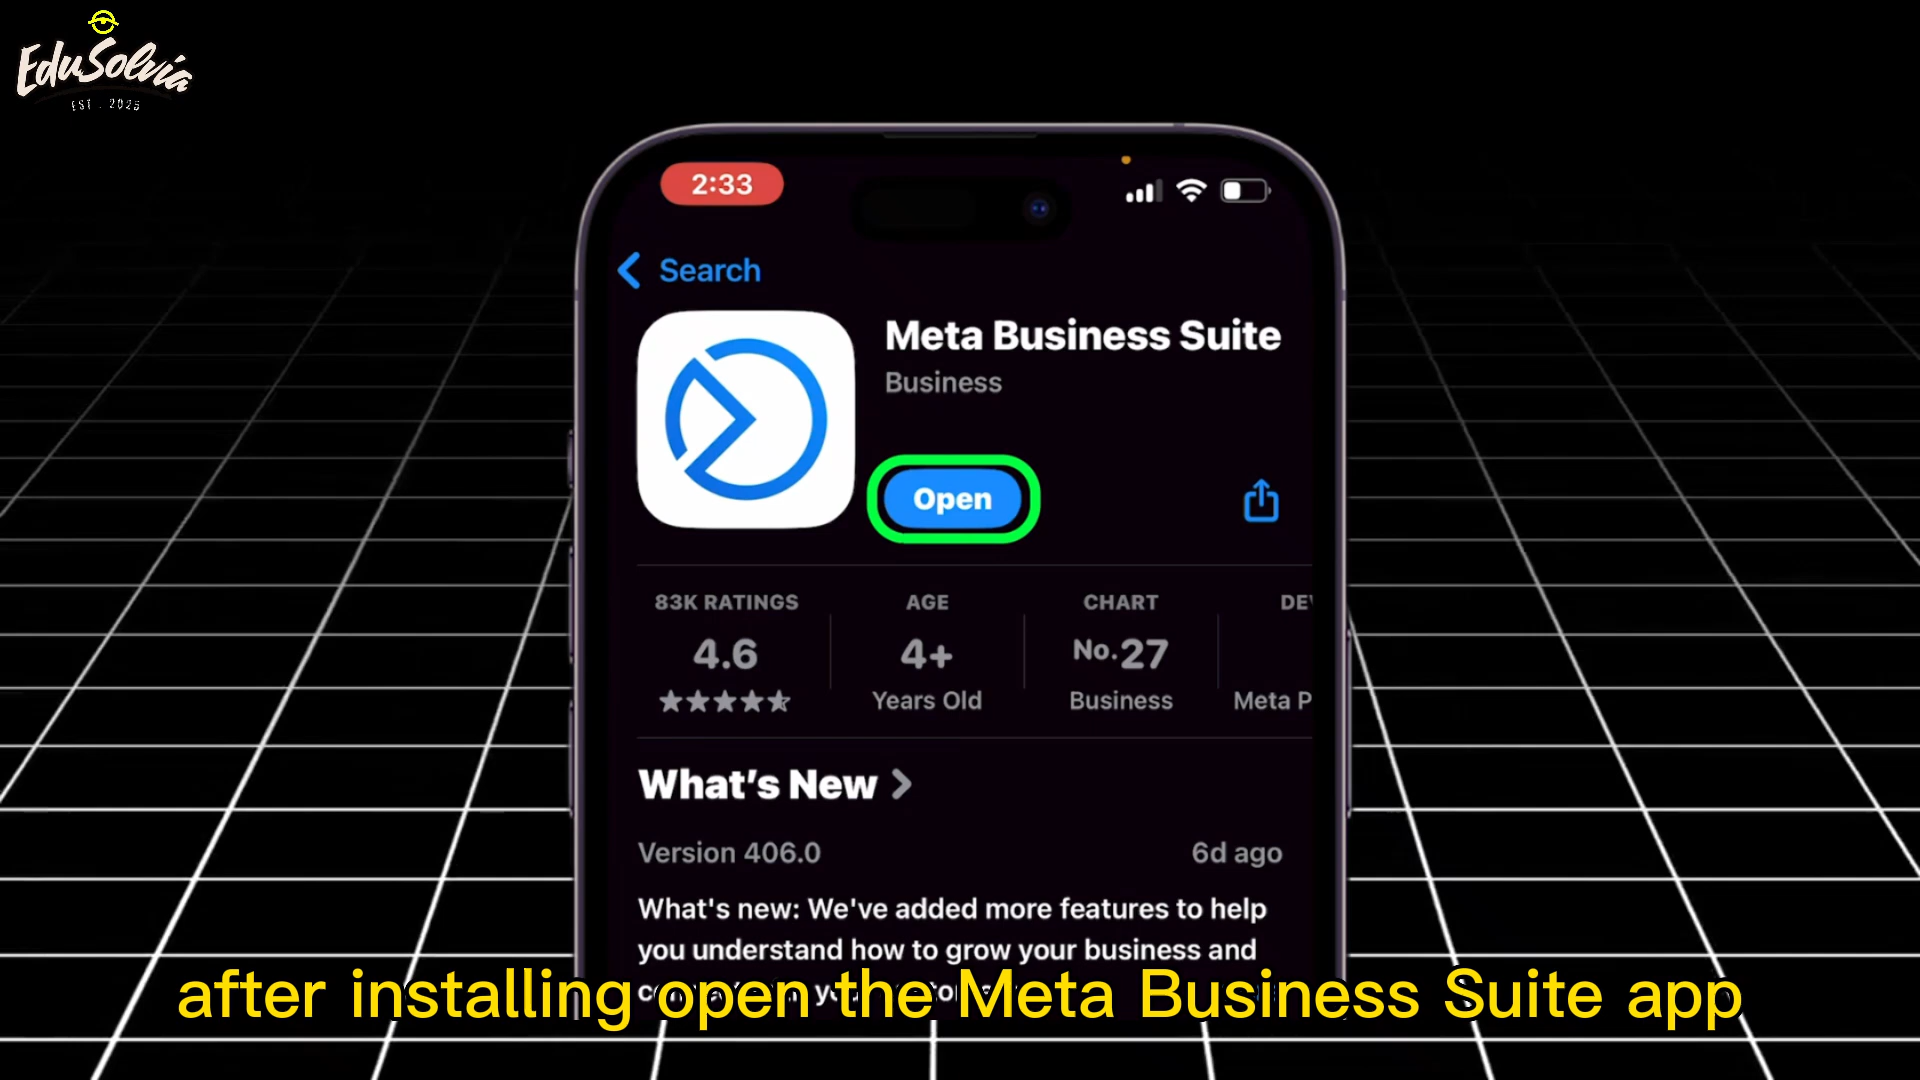 EduSolvia
EST . 2025
2:33
Search
Meta Business Suite
Business
Open
83K RATINGS
AGE
CHART
DEV
4.6
4+
No.27
Years Old
Business
Meta P
What's New
Version 406.0
6d ago
What's new: We've added more features to help
you understand how to grow your business and
after installing open the Meta Business Suite app